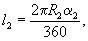 l₂ = 2πR₂α₂ / 360,